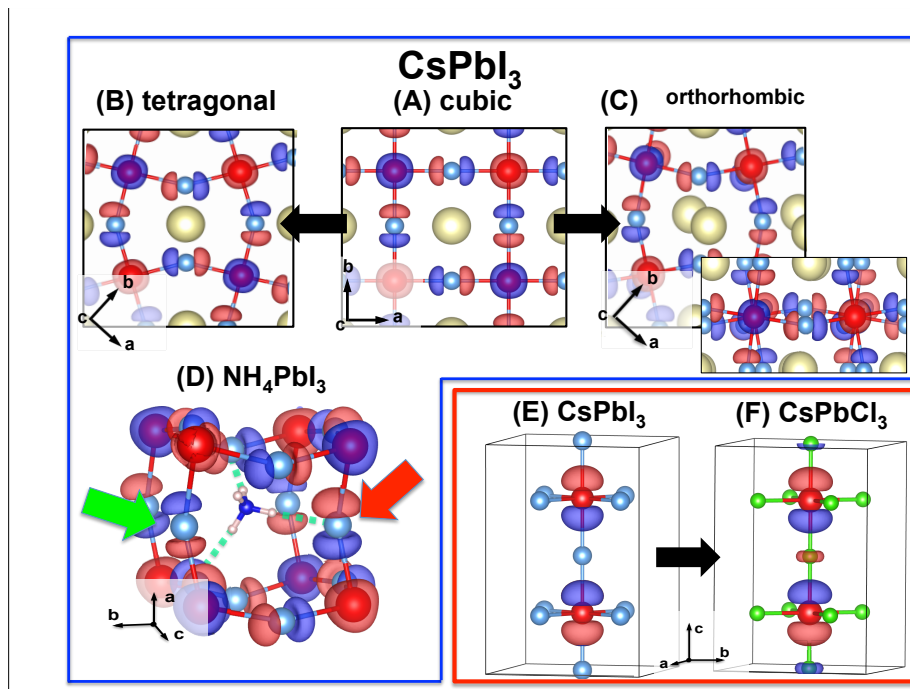 CsPbI₃
(B) tetragonal
(A) cubic
(C) orthorhombic
b
c
a
b
c
a
b
c
a
(D) NH₄PbI₃
a
b
c
(E) CsPbI₃
(F) CsPbCl₃
c
a
b